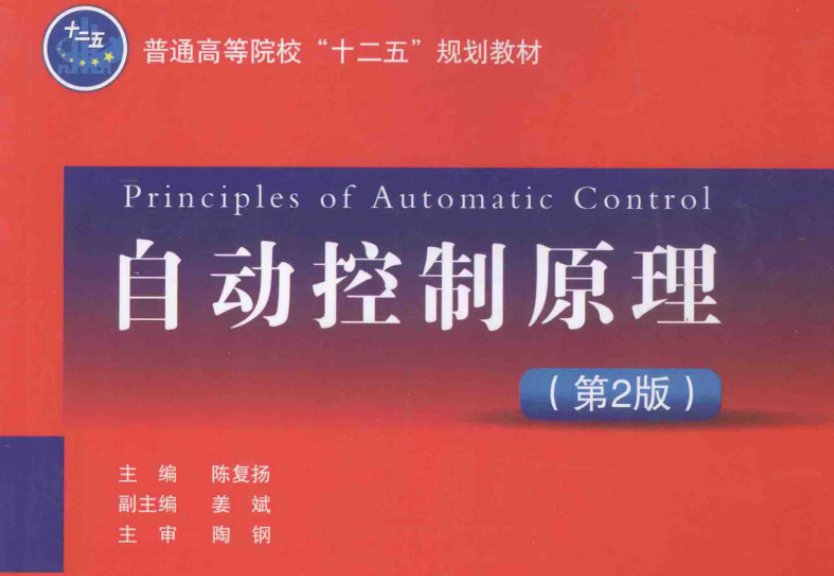 十二五
普通高等院校“十二五”规划教材
Principles of Automatic Control
自动控制原理
(第2版)
主 编 陈复扬
副主编 姜 斌
主 审 陶 钢